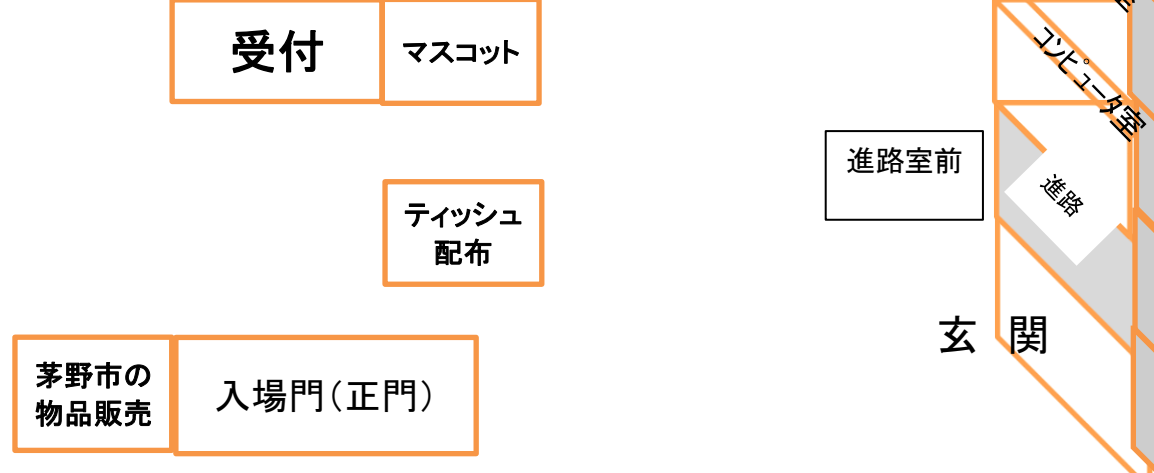 受付
マスコット
コンピュータ室
進路室前
進路
ティッシュ
配布
玄 関
茅野市の
物品販売
入場門(正門)